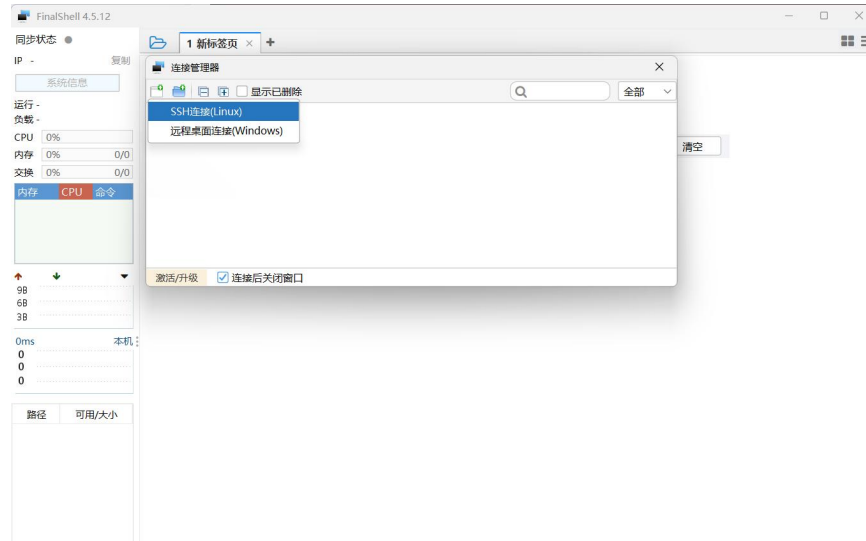 FinalShell 4.5.12
同步状态
1 新标签页
IP - 复制
系统信息
运行 -
负载 -
CPU 0%
内存 0% 0/0
交换 0% 0/0
内存 CPU 命令
9B
6B
3B
0ms 本机
0
0
0
路径 可用/大小
连接管理器
显示已删除
全部
SSH连接(Linux)
远程桌面连接(Windows)
激活/升级 连接后关闭窗口
清空